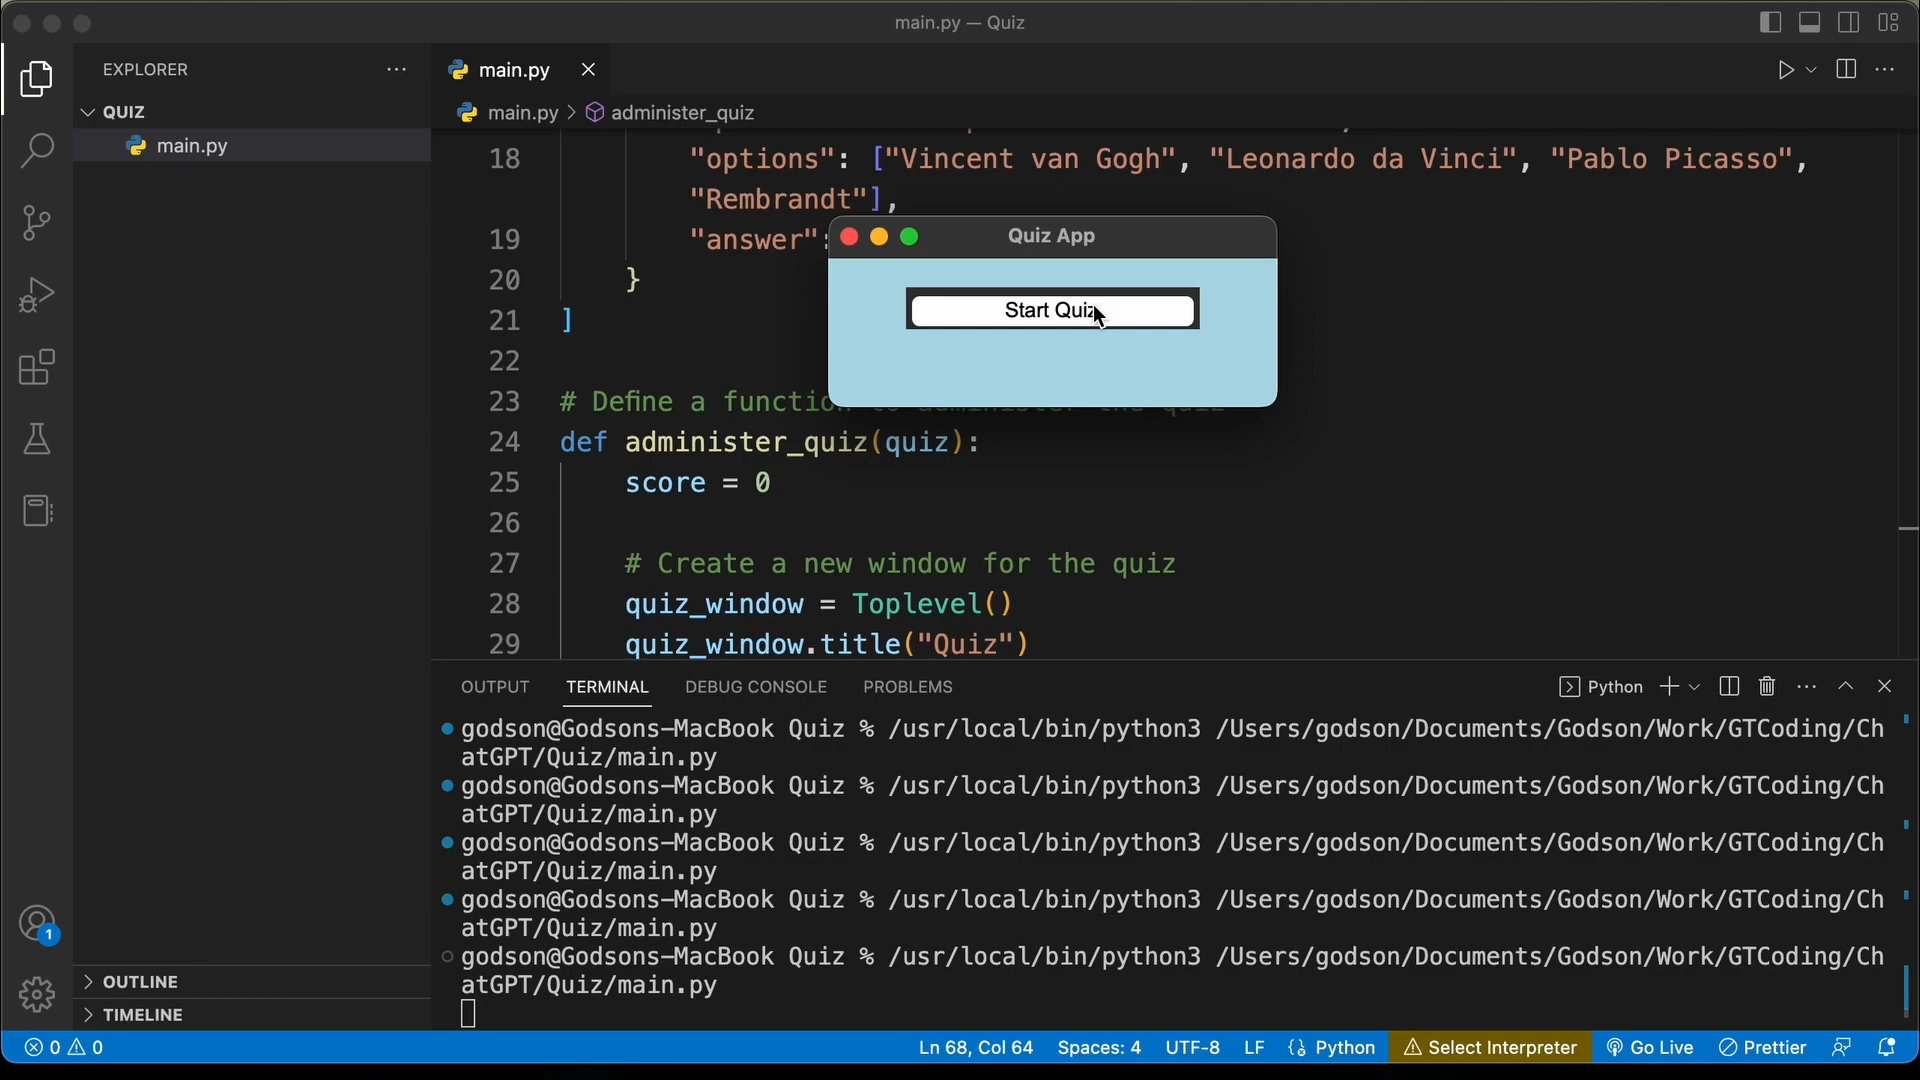 main.py — Quiz
EXPLORER
QUIZ
main.py
OUTLINE
TIMELINE
main.py
main.py > administer_quiz
18 "options": ["Vincent van Gogh", "Leonardo da Vinci", "Pablo Picasso",
"Rembrandt"],
19 "answer":
20 }
21 ]
22
23 # Define a function to administer the quiz
24 def administer_quiz(quiz):
25 score = 0
26
27 # Create a new window for the quiz
28 quiz_window = Toplevel()
29 quiz_window.title("Quiz")
Quiz App
Start Quiz
OUTPUT TERMINAL DEBUG CONSOLE PROBLEMS Python
godson@Godsons-MacBook Quiz % /usr/local/bin/python3 /Users/godson/Documents/Godson/Work/GTCoding/Ch
atGPT/Quiz/main.py
godson@Godsons-MacBook Quiz % /usr/local/bin/python3 /Users/godson/Documents/Godson/Work/GTCoding/Ch
atGPT/Quiz/main.py
godson@Godsons-MacBook Quiz % /usr/local/bin/python3 /Users/godson/Documents/Godson/Work/GTCoding/Ch
atGPT/Quiz/main.py
godson@Godsons-MacBook Quiz % /usr/local/bin/python3 /Users/godson/Documents/Godson/Work/GTCoding/Ch
atGPT/Quiz/main.py
godson@Godsons-MacBook Quiz % /usr/local/bin/python3 /Users/godson/Documents/Godson/Work/GTCoding/Ch
atGPT/Quiz/main.py
1
0 0 Ln 68, Col 64 Spaces: 4 UTF-8 LF Python Select Interpreter Go Live Prettier